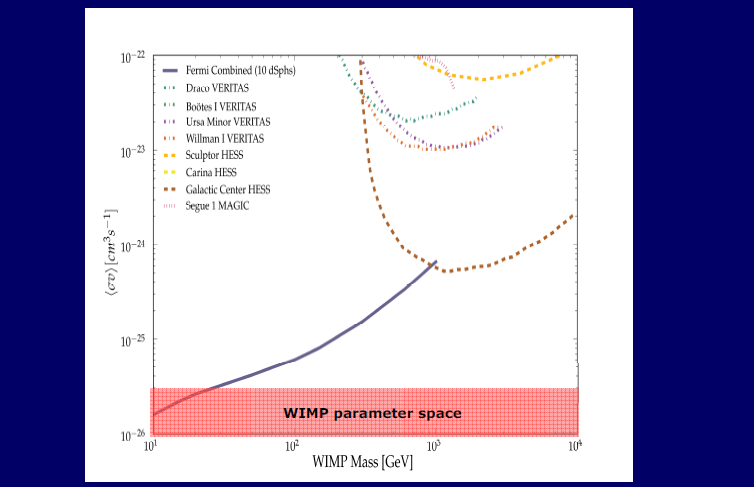 10⁻²²
Fermi Combined (10 dSphs)
Draco VERITAS
Boötes I VERITAS
Ursa Minor VERITAS
Willman I VERITAS
Sculptor HESS
Carina HESS
Galactic Center HESS
Segue 1 MAGIC
10⁻²³
10⁻²⁴
10⁻²⁵
10⁻²⁶
⟨σv⟩ [cm³s⁻¹]
WIMP parameter space
10¹ 10² 10³ 10⁴
WIMP Mass [GeV]